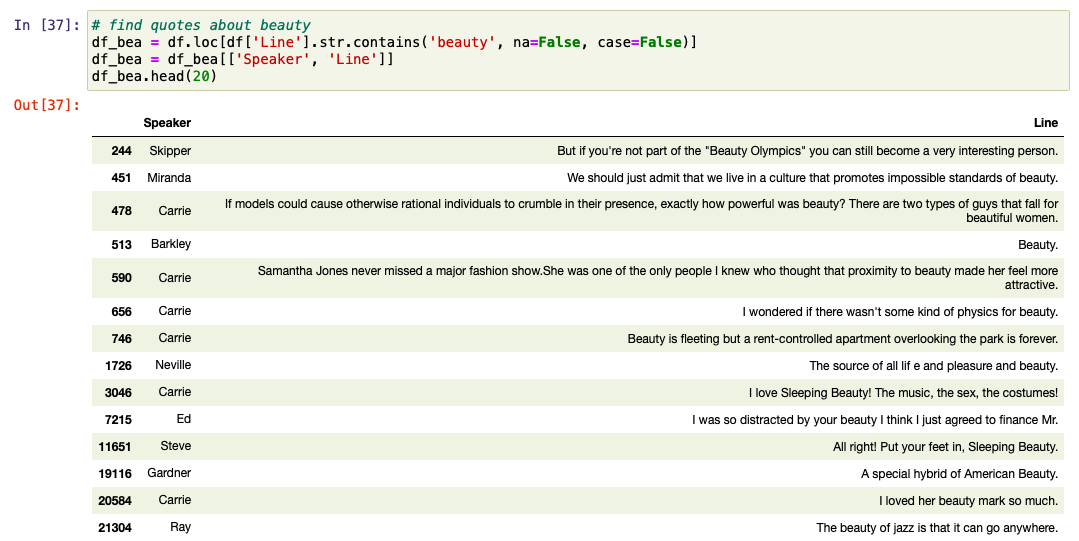 In [37]: # find quotes about beauty
df_bea = df.loc[df['Line'].str.contains('beauty', na=False, case=False)]
df_bea = df_bea[['Speaker', 'Line']]
df_bea.head(20)
Out[37]:
Speaker Line
244 Skipper But if you're not part of the "Beauty Olympics" you can still become a very interesting person.
451 Miranda We should just admit that we live in a culture that promotes impossible standards of beauty.
478 Carrie If models could cause otherwise rational individuals to crumble in their presence, exactly how powerful was beauty? There are two types of guys that fall for
beautiful women.
513 Barkley Beauty.
590 Carrie Samantha Jones never missed a major fashion show.She was one of the only people I knew who thought that proximity to beauty made her feel more
attractive.
656 Carrie I wondered if there wasn't some kind of physics for beauty.
746 Carrie Beauty is fleeting but a rent-controlled apartment overlooking the park is forever.
1726 Neville The source of all lif e and pleasure and beauty.
3046 Carrie I love Sleeping Beauty! The music, the sex, the costumes!
7215 Ed I was so distracted by your beauty I think I just agreed to finance Mr.
11651 Steve All right! Put your feet in, Sleeping Beauty.
19116 Gardner A special hybrid of American Beauty.
20584 Carrie I loved her beauty mark so much.
21304 Ray The beauty of jazz is that it can go anywhere.